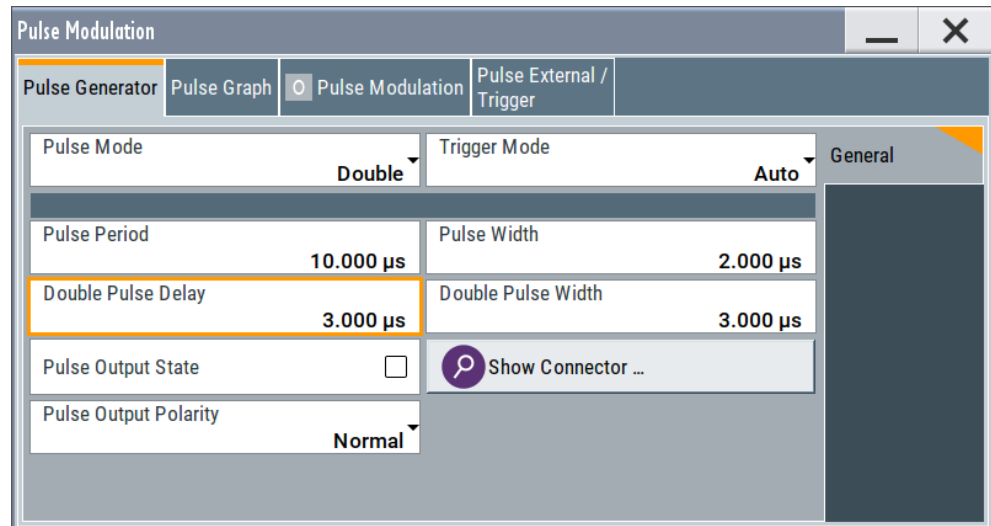 Pulse Modulation
Pulse Generator
Pulse Graph
O Pulse Modulation
Pulse External /
Trigger
Pulse Mode
Double
Trigger Mode
Auto
General
Pulse Period
10.000 µs
Pulse Width
2.000 µs
Double Pulse Delay
3.000 µs
Double Pulse Width
3.000 µs
Pulse Output State
Show Connector ...
Pulse Output Polarity
Normal